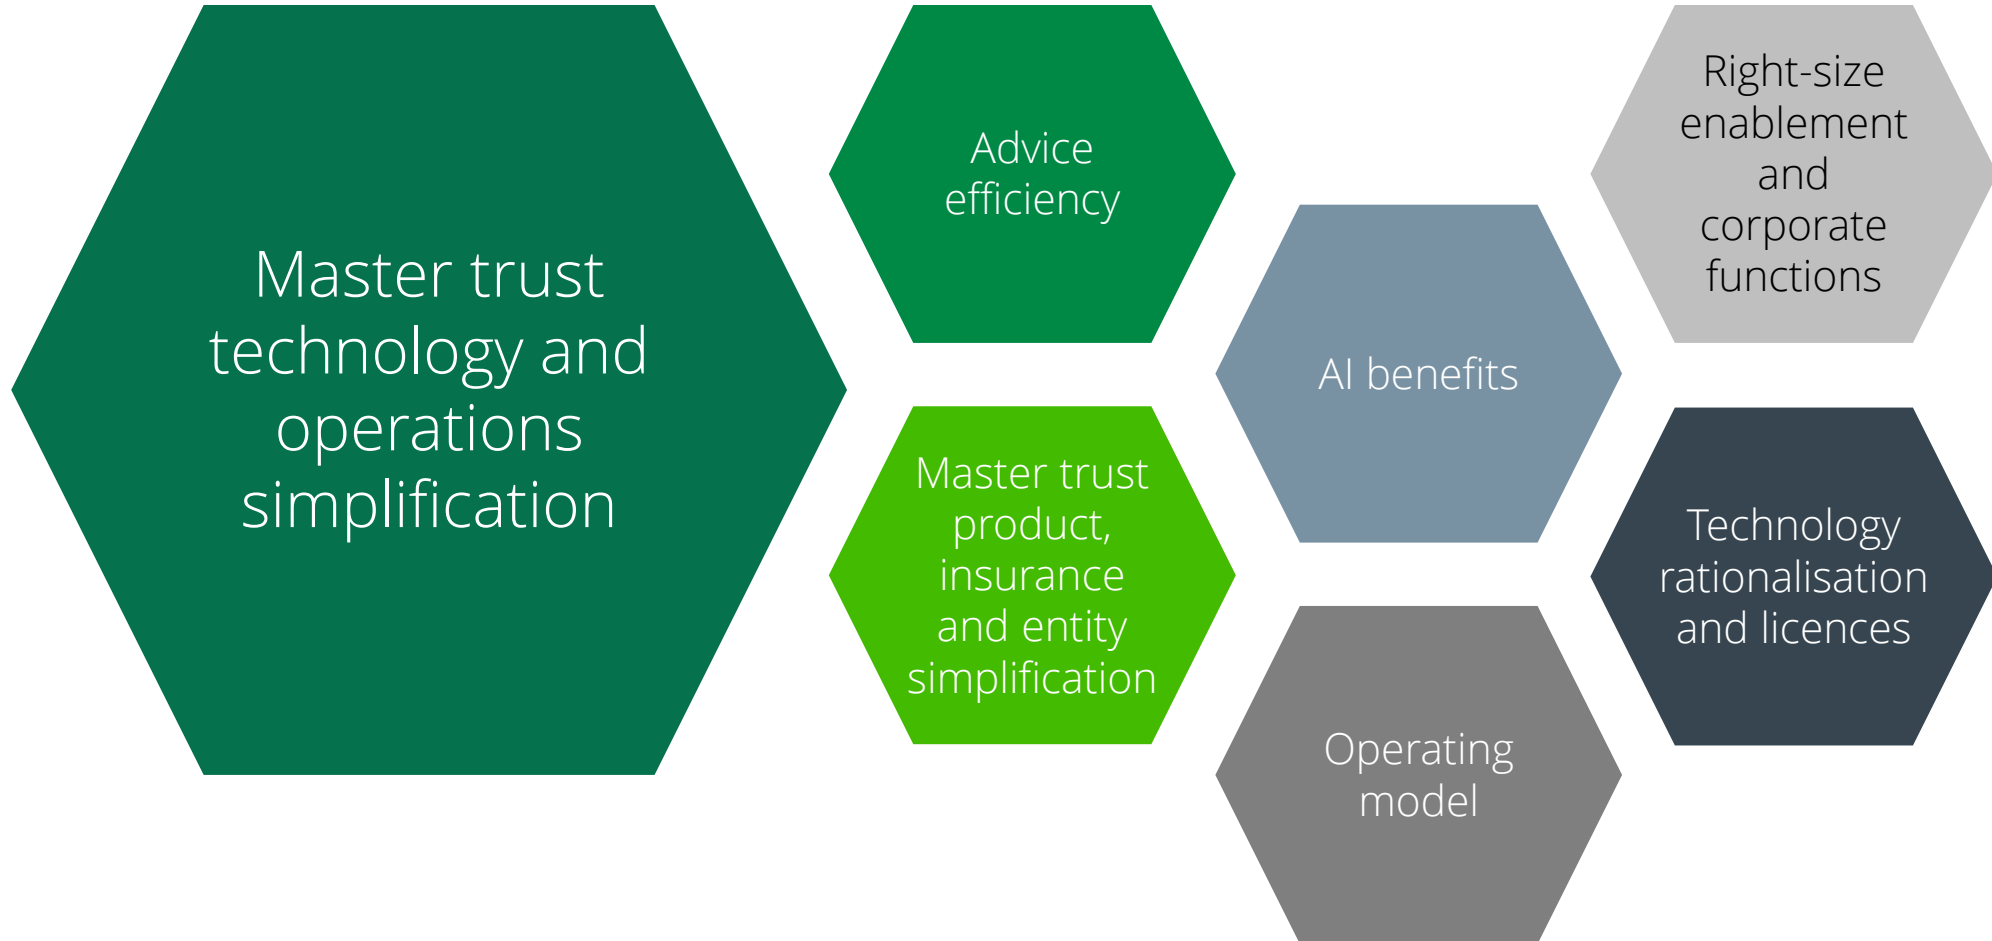 Master trust
technology and
operations
simplification
Advice
efficiency
Master trust
product,
insurance
and entity
simplification
AI benefits
Operating
model
Right-size
enablement
and
corporate
functions
Technology
rationalisation
and licences